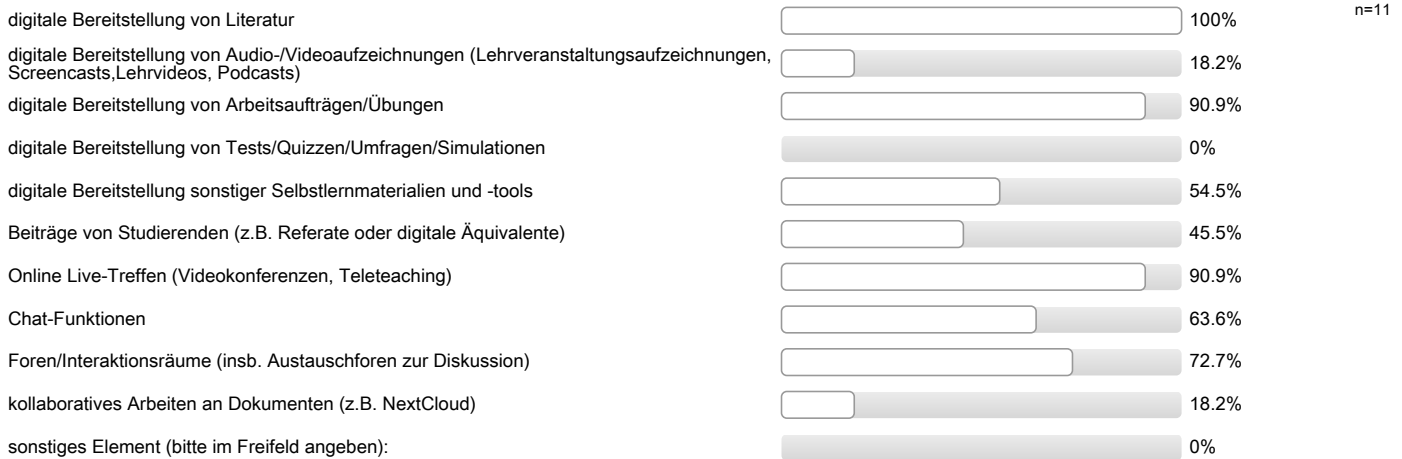 digitale Bereitstellung von Literatur 100% n=11
digitale Bereitstellung von Audio-/Videoaufzeichnungen (Lehrveranstaltungsaufzeichnungen,
Screencasts,Lehrvideos, Podcasts) 18.2%
digitale Bereitstellung von Arbeitsaufträgen/Übungen 90.9%
digitale Bereitstellung von Tests/Quizzen/Umfragen/Simulationen 0%
digitale Bereitstellung sonstiger Selbstlernmaterialien und -tools 54.5%
Beiträge von Studierenden (z.B. Referate oder digitale Äquivalente) 45.5%
Online Live-Treffen (Videokonferenzen, Teleteaching) 90.9%
Chat-Funktionen 63.6%
Foren/Interaktionsräume (insb. Austauschforen zur Diskussion) 72.7%
kollaboratives Arbeiten an Dokumenten (z.B. NextCloud) 18.2%
sonstiges Element (bitte im Freifeld angeben): 0%